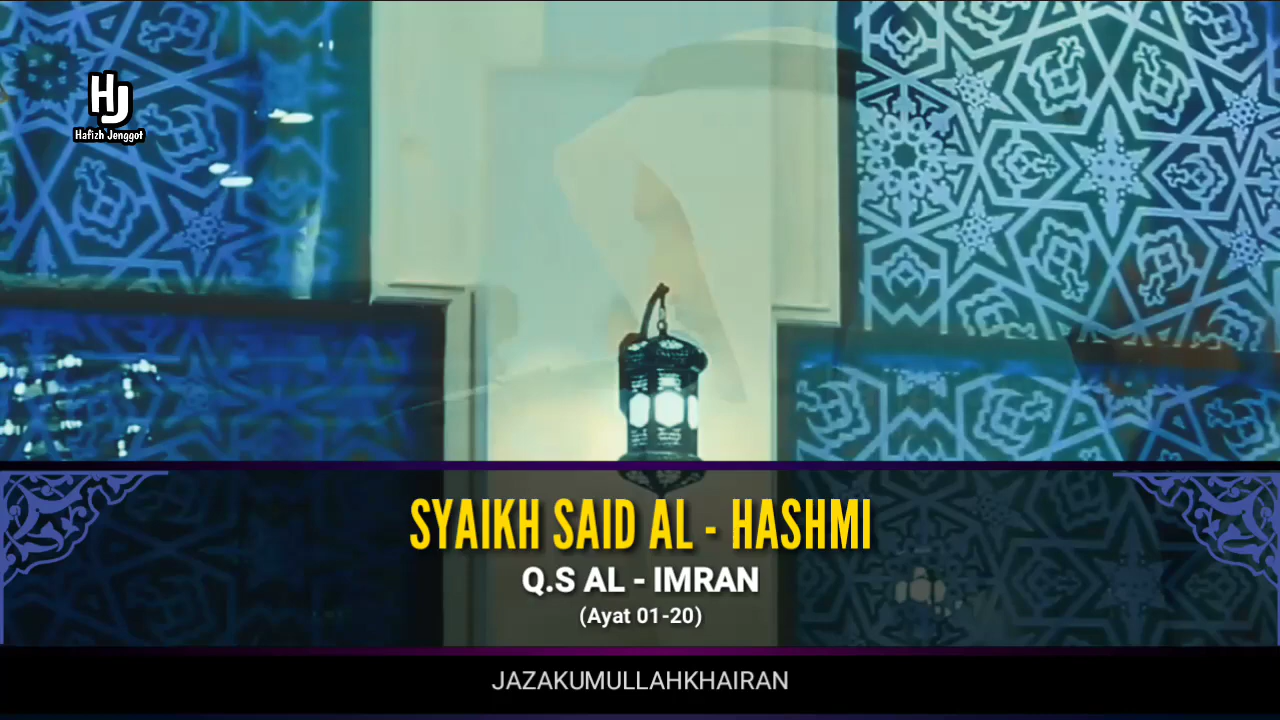 HJ
Hafizh Jenggot
SYAIKH SAID AL - HASHMI
Q.S AL - IMRAN
(Ayat 01-20)
JAZAKUMULLAHKHAIRAN